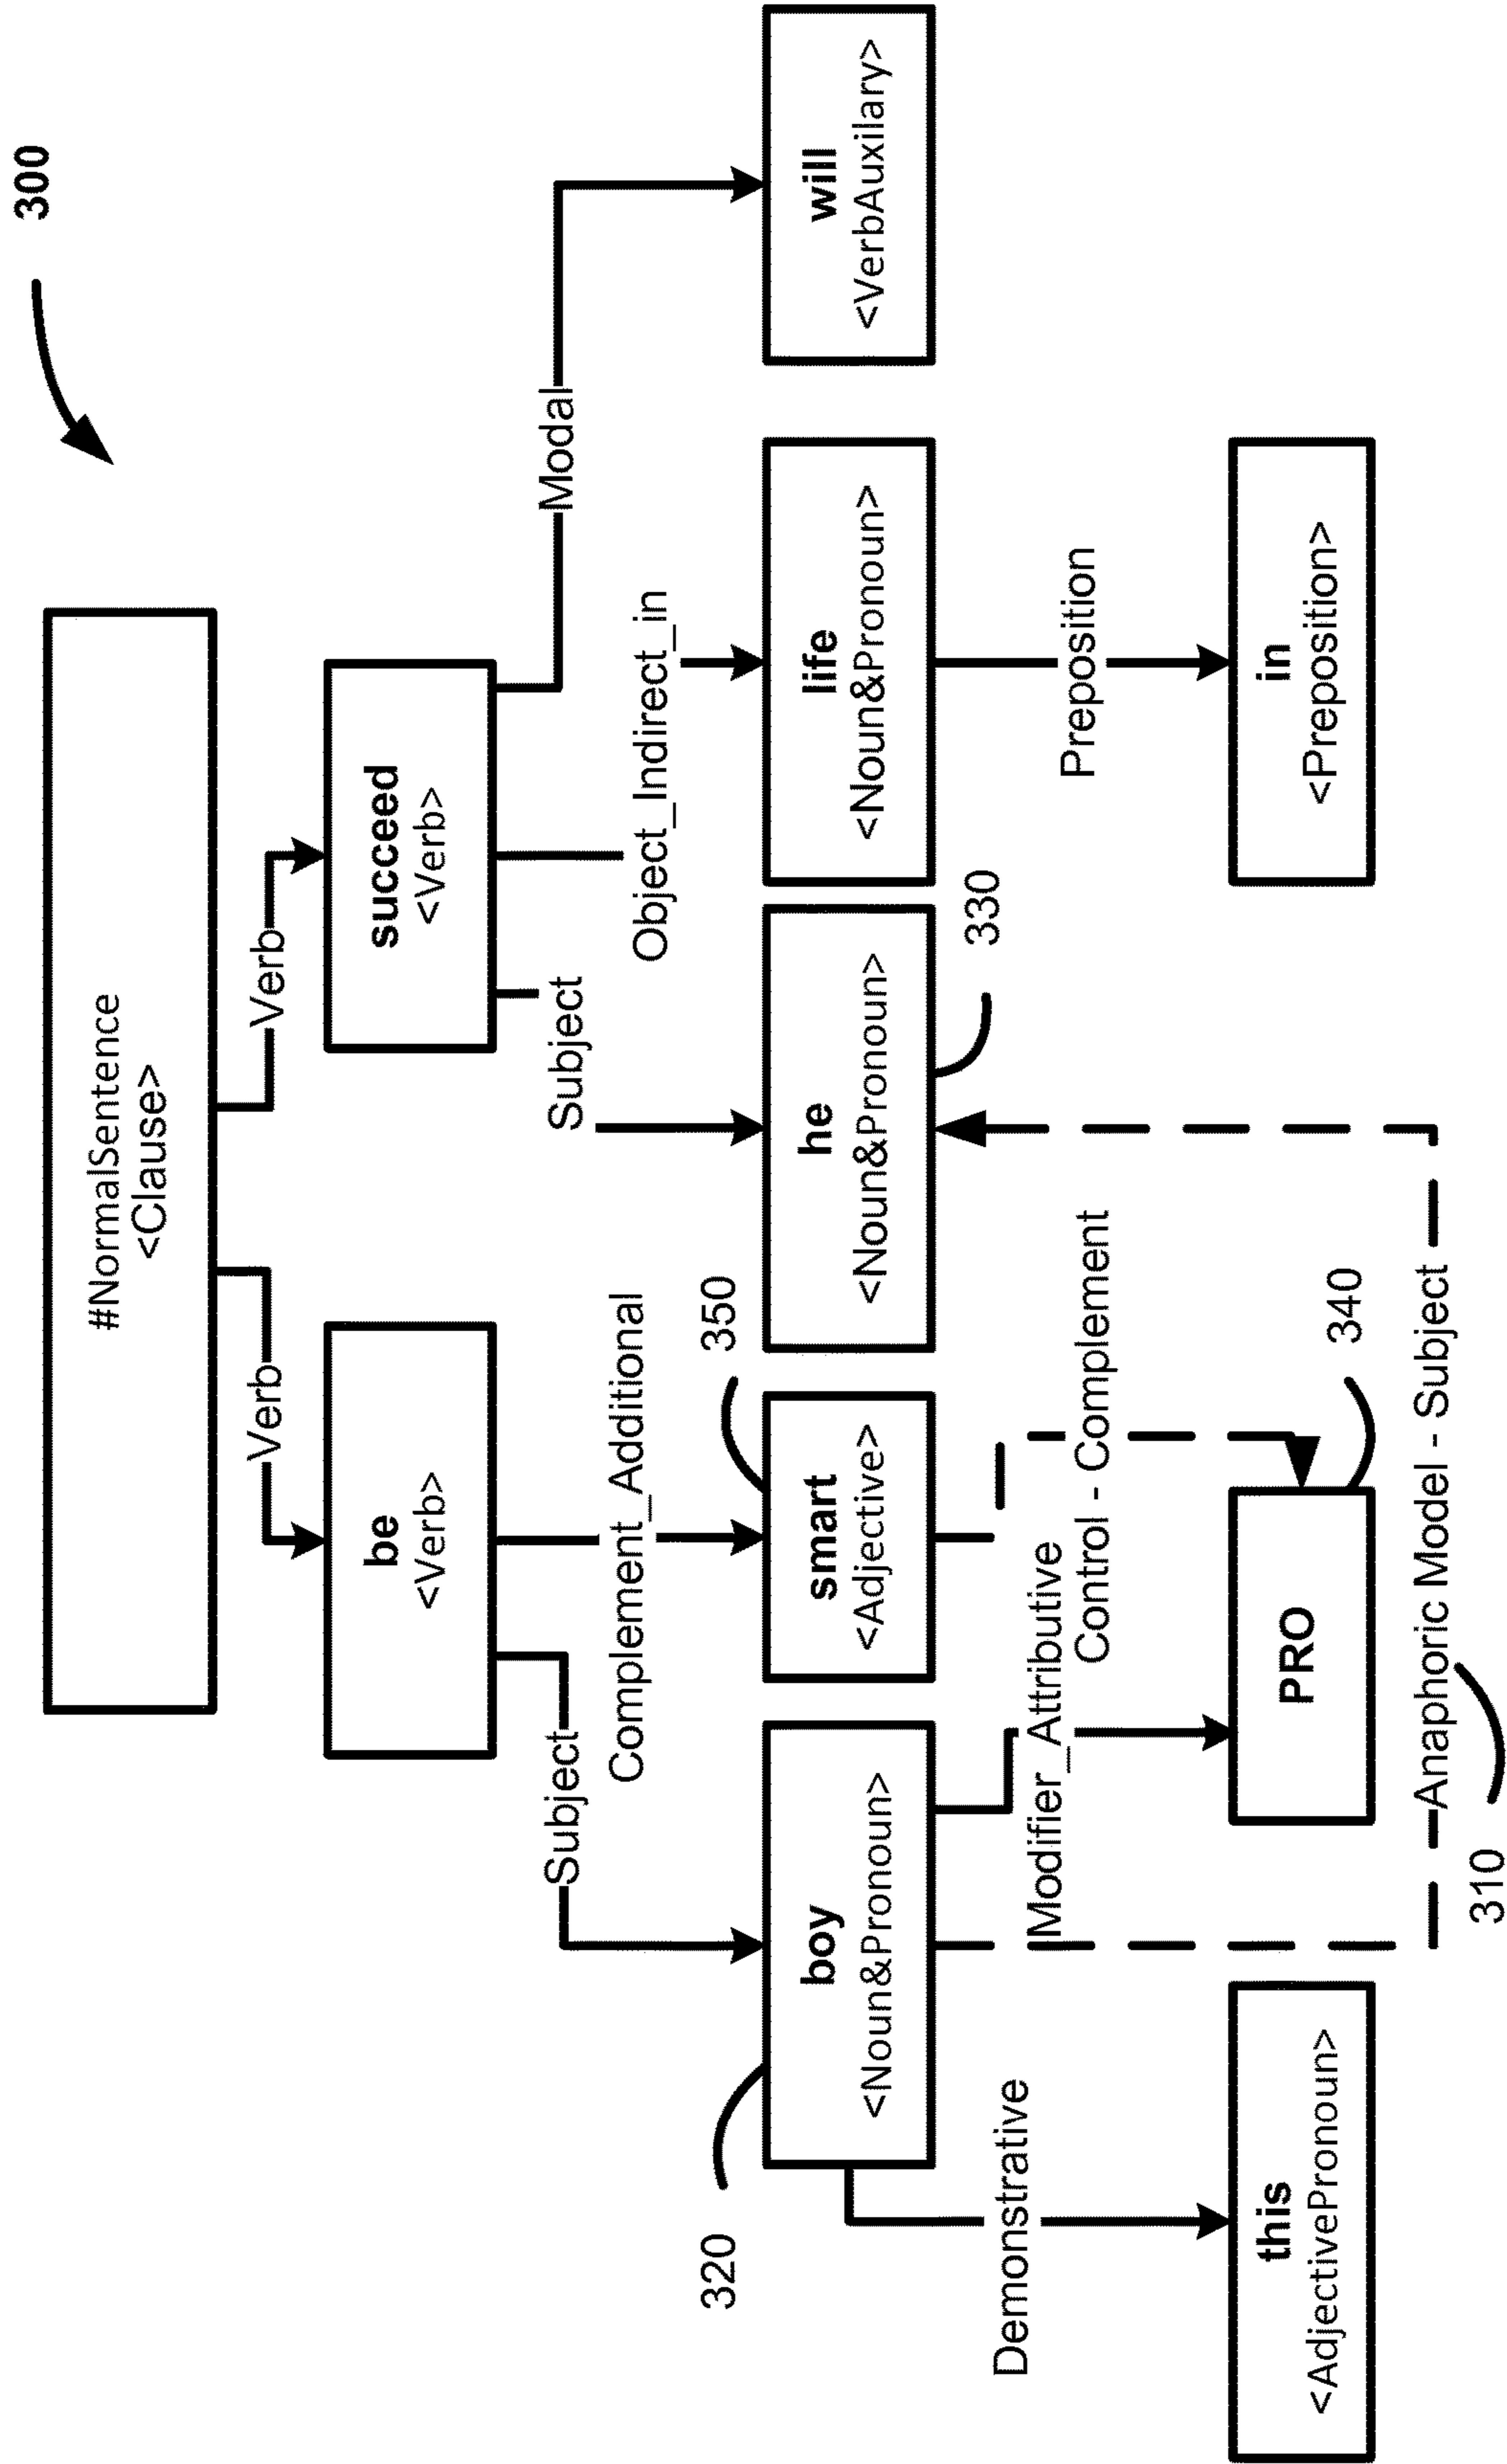 300
#NormalSentence
<Clause>
Verb
Verb
be
<Verb>
succeed
<Verb>
Subject
Complement_Additional
Subject
Object_Indirect_in
Modal
320
350
boy
<Noun&Pronoun>
smart
<Adjective>
he
<Noun&Pronoun>
life
<Noun&Pronoun>
will
<VerbAuxilary>
330
Demonstrative
Modifier_Attributive
Control - Complement
Preposition
this
<AdjectivePronoun>
PRO
340
in
<Preposition>
Anaphoric Model - Subject
310